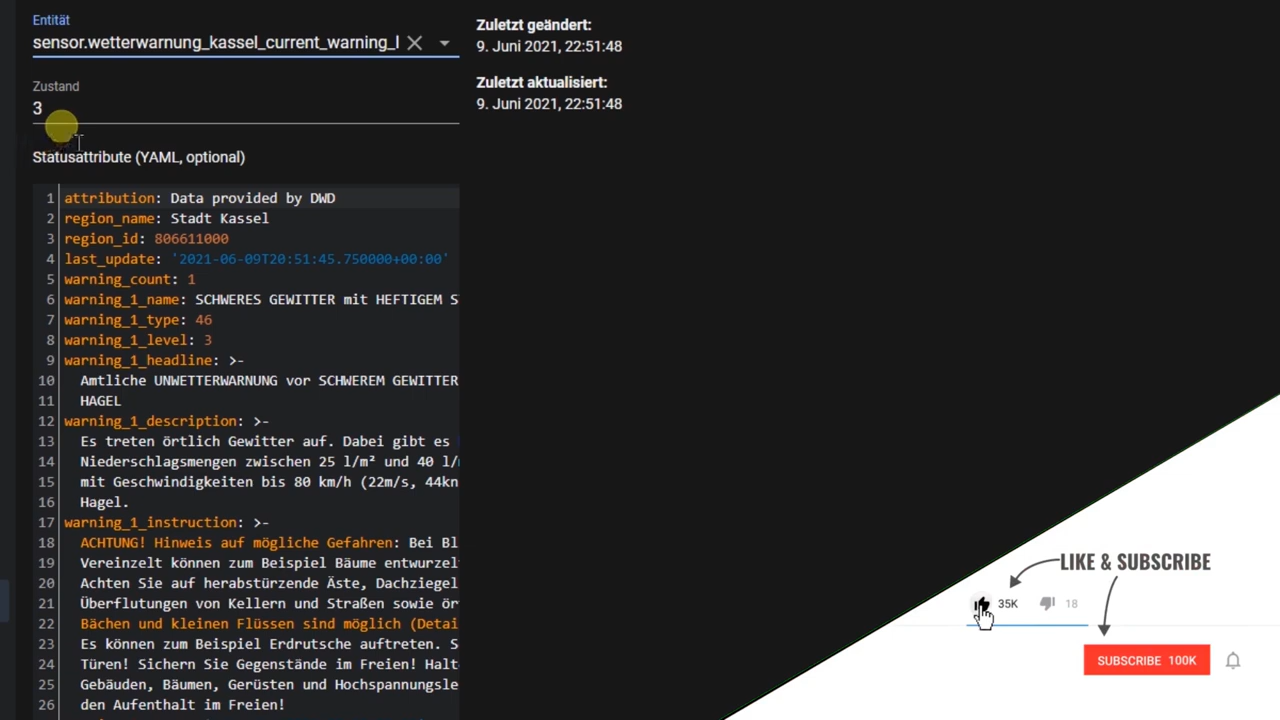 Entität
sensor.wetterwarnung_kassel_current_warning_l
Zustand
3
Statusattribute (YAML, optional)
Zuletzt geändert:
9. Juni 2021, 22:51:48
Zuletzt aktualisiert:
9. Juni 2021, 22:51:48
1 attribution: Data provided by DWD
2 region_name: Stadt Kassel
3 region_id: 806611000
4 last_update: '2021-06-09T20:51:45.750000+00:00'
5 warning_count: 1
6 warning_1_name: SCHWERES GEWITTER mit HEFTIGEM S
7 warning_1_type: 46
8 warning_1_level: 3
9 warning_1_headline: >-
10 Amtliche UNWETTERWARNUNG vor SCHWEREM GEWITTER
11 HAGEL
12 warning_1_description: >-
13 Es treten örtlich Gewitter auf. Dabei gibt es
14 Niederschlagsmengen zwischen 25 l/m² und 40 l/
15 mit Geschwindigkeiten bis 80 km/h (22m/s, 44kn
16 Hagel.
17 warning_1_instruction: >-
18 ACHTUNG! Hinweis auf mögliche Gefahren: Bei Bl
19 Vereinzelt können zum Beispiel Bäume entwurzel
20 Achten Sie auf herabstürzende Äste, Dachziegel
21 Überflutungen von Kellern und Straßen sowie ör
22 Bächen und kleinen Flüssen sind möglich (Detai
23 Es können zum Beispiel Erdrutsche auftreten. S
24 Türen! Sichern Sie Gegenstände im Freien! Halt
25 Gebäuden, Bäumen, Gerüsten und Hochspannungsle
26 den Aufenthalt im Freien!
LIKE & SUBSCRIBE
35K 18
SUBSCRIBE 100K